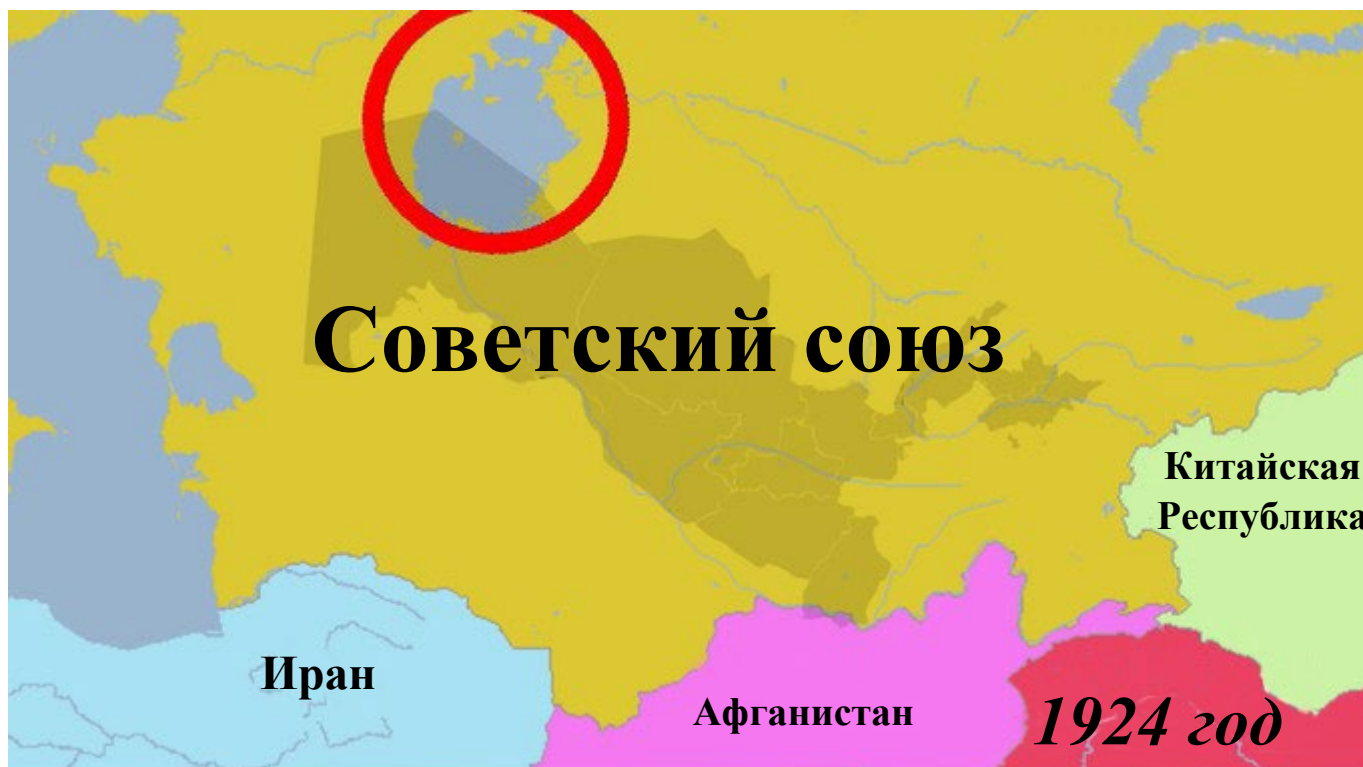 Советский союз
Китайская
Республика
Иран
Афганистан
1924 год